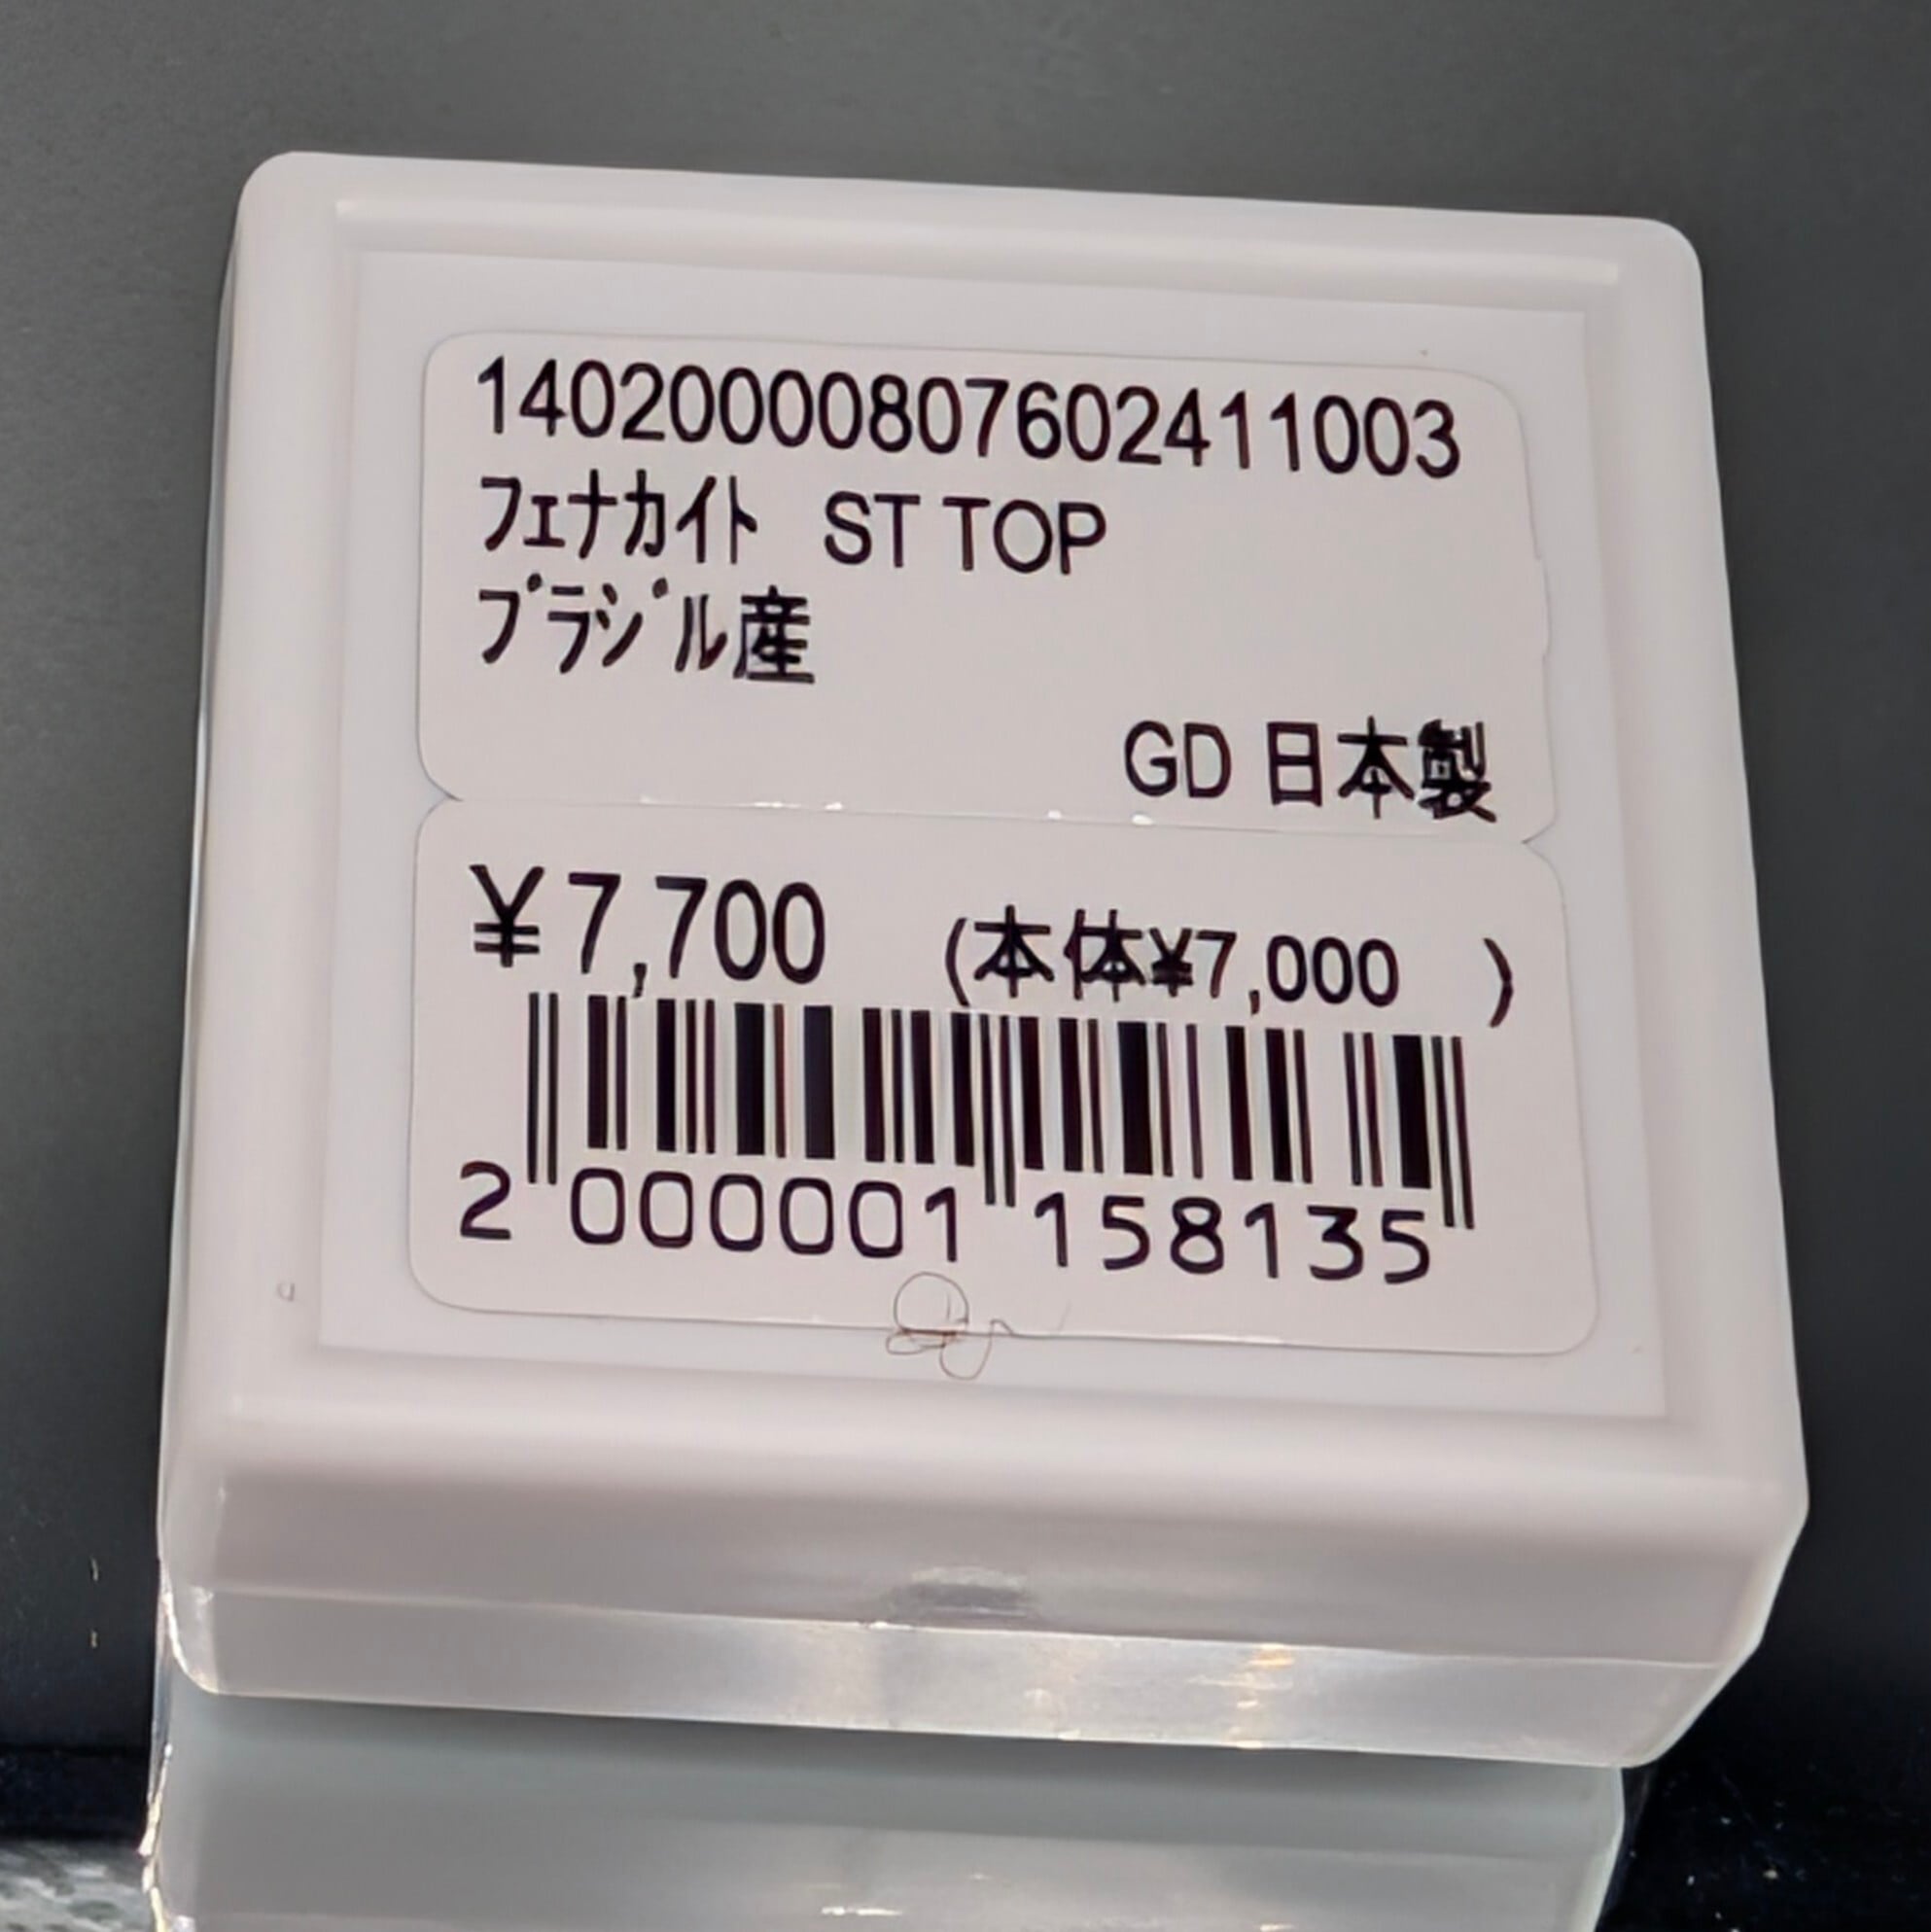 14020000807602411003
フェナカイト ST TOP
ブラジル産
GD 日本製
¥7,700 (本体¥7,000 )
2 000001 158135